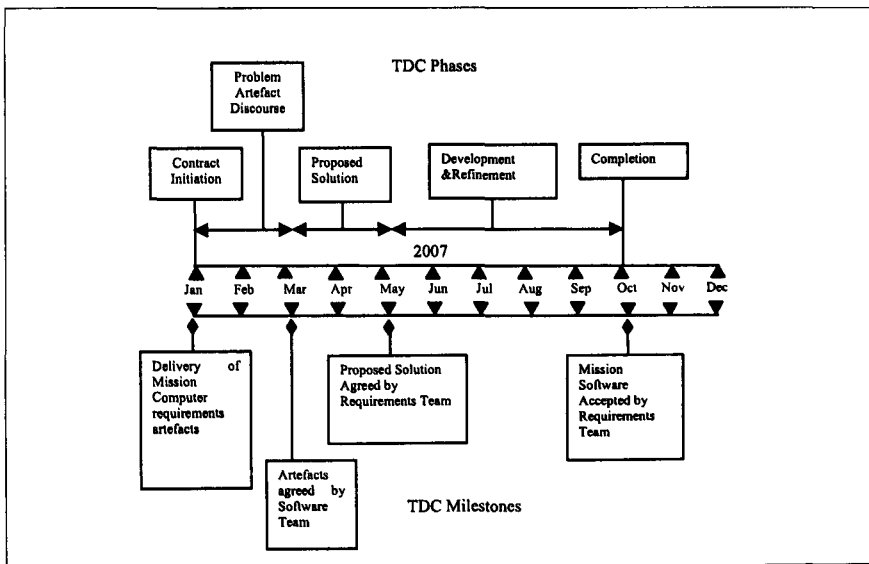 TDC Phases
Problem
Artefact
Discourse
Contract
Initiation
Proposed
Solution
Development
&Refinement
Completion
2007
Jan Feb Mar Apr May Jun Jul Aug Sep Oct Nov Dec
Delivery of
Mission
Computer
requirements
artefacts
Proposed Solution
Agreed by
Requirements Team
Mission
Software
Accepted by
Requirements
Team
Artefacts
agreed by
Software
Team
TDC Milestones